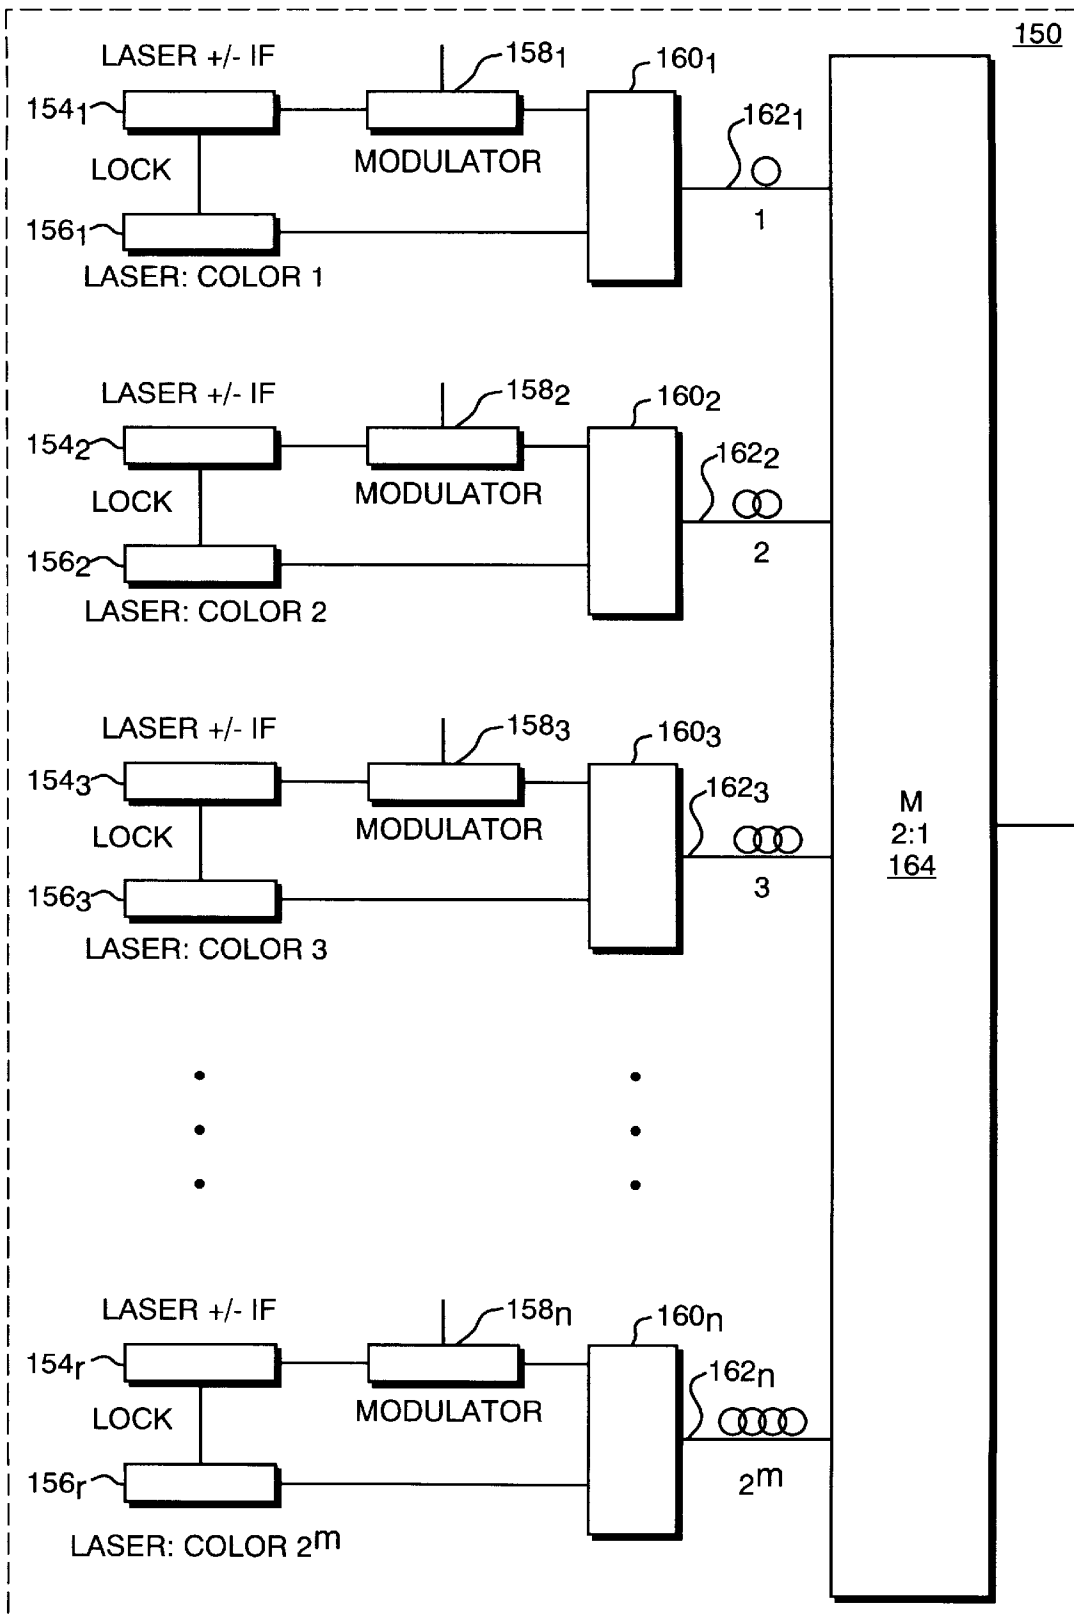 150
LASER +/- IF
158₁
160₁
154₁
162₁
LOCK
MODULATOR
156₁
1
LASER: COLOR 1
LASER +/- IF
158₂
160₂
154₂
162₂
LOCK
MODULATOR
156₂
2
LASER: COLOR 2
LASER +/- IF
158₃
160₃
154₃
162₃
LOCK
MODULATOR
M
2:1
164
156₃
3
LASER: COLOR 3
LASER +/- IF
158n
160n
154r
162n
LOCK
MODULATOR
156r
2ᵐ
LASER: COLOR 2ᵐ